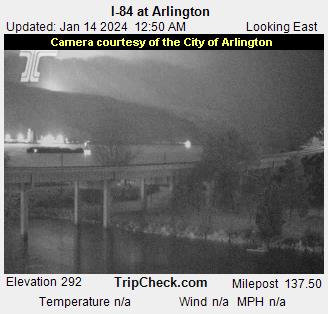 I-84 at Arlington
Updated: Jan 14 2024 12:50 AM Looking East
Camera courtesy of the City of Arlington
Elevation 292 TripCheck.com Milepost 137.50
Temperature n/a Wind n/a MPH n/a